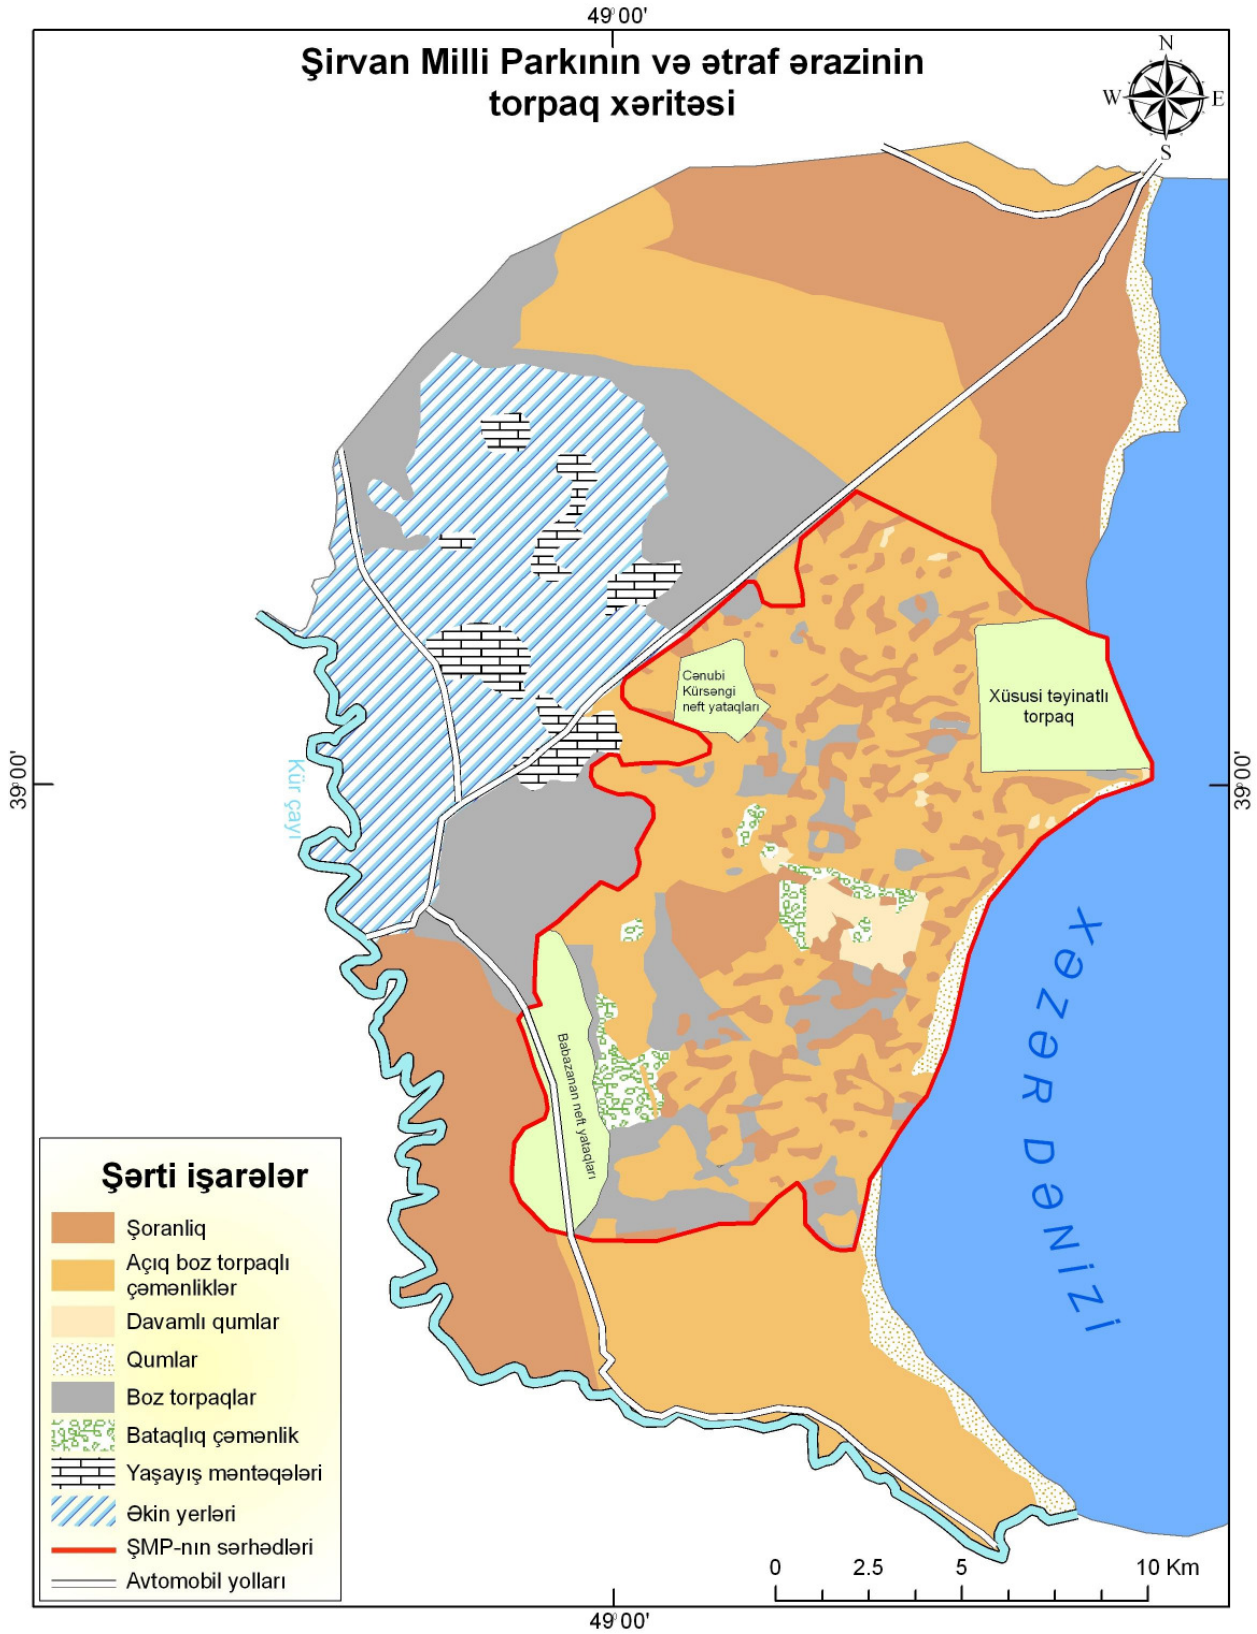 49°00'
Şirvan Milli Parkının və ətraf ərazinin
torpaq xəritəsi
N
W
E
S
Cənubi
Kürsəngi
neft yataqları
Xüsusi təyinatlı
torpaq
39°00'
39°00'
Kür çayı
XƏZƏR DƏNİZİ
Babazanan neft yataqları
Şərti işarələr
Şoranliq
Açıq boz torpaqlı
çəmənliklər
Davamlı qumlar
Qumlar
Boz torpaqlar
Bataqlıq çəmənlik
Yaşayış məntəqələri
Əkin yerləri
ŞMP-nın sərhədləri
Avtomobil yolları
0 2.5 5 10 Km
49°00'